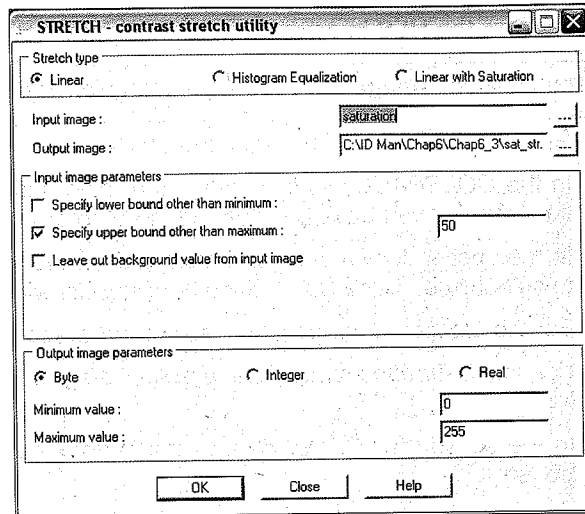 STRETCH - contrast stretch utility
Stretch type
Linear Histogram Equalization Linear with Saturation
Input image: saturation ...
Output image: C:\ID Man\Chap6\Chap6_3\sat_str. ...
Input image parameters
Specify lower bound other than minimum :
Specify upper bound other than maximum : 50
Leave out background value from input image
Output image parameters
Byte Integer Real
Minimum value : 0
Maximum value : 255
OK Close Help